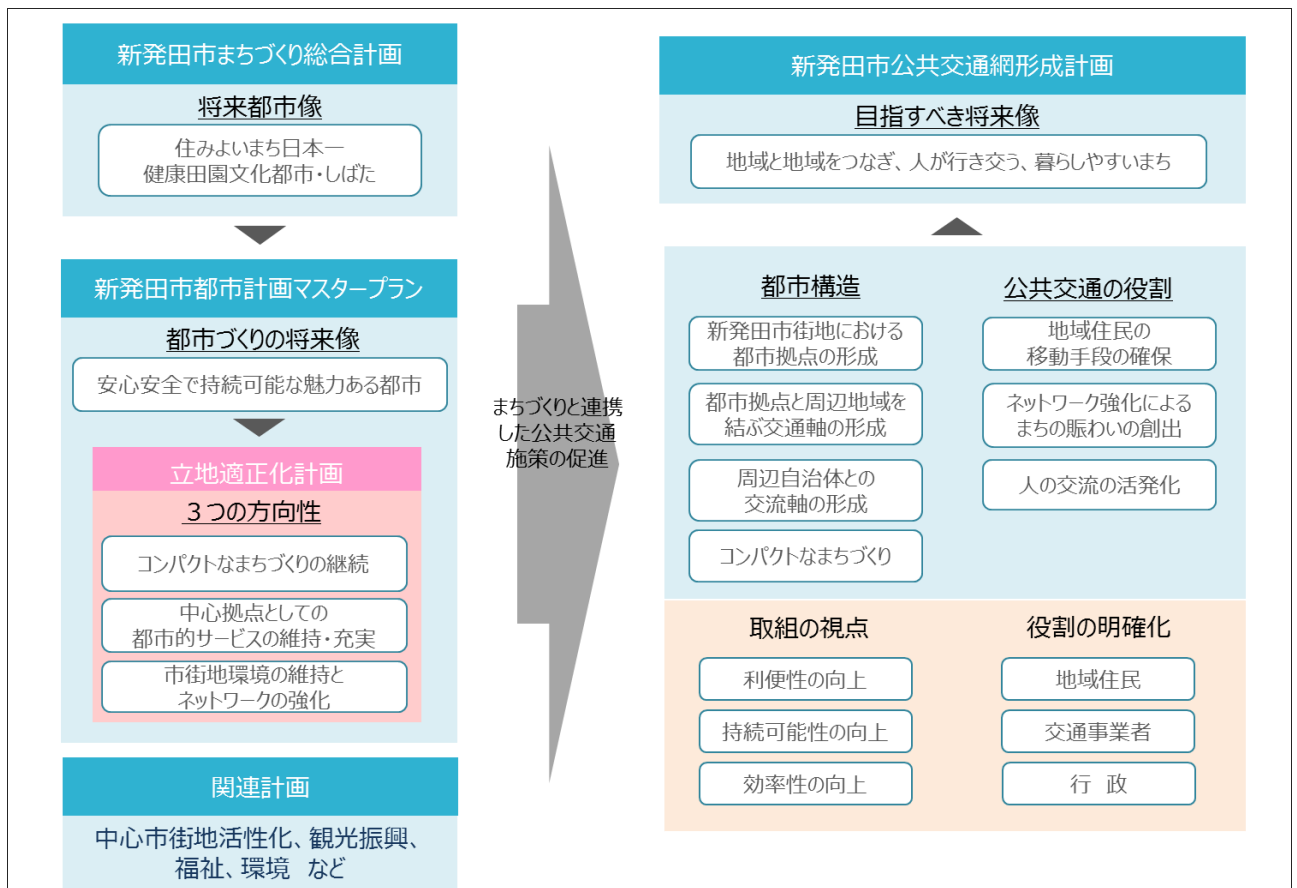 新発田市まちづくり総合計画
将来都市像
住みよいまち日本一
健康田園文化都市・しばた
新発田市都市計画マスタープラン
都市づくりの将来像
安心安全で持続可能な魅力ある都市
立地適正化計画
３つの方向性
コンパクトなまちづくりの継続
中心拠点としての
都市的サービスの維持・充実
市街地環境の維持と
ネットワークの強化
関連計画
中心市街地活性化、観光振興、
福祉、環境　など
まちづくりと連携
した公共交通
施策の促進
新発田市公共交通網形成計画
目指すべき将来像
地域と地域をつなぎ、人が行き交う、暮らしやすいまち
都市構造
新発田市街地における
都市拠点の形成
都市拠点と周辺地域を
結ぶ交通軸の形成
周辺自治体との
交流軸の形成
コンパクトなまちづくり
公共交通の役割
地域住民の
移動手段の確保
ネットワーク強化による
まちの賑わいの創出
人の交流の活発化
取組の視点
利便性の向上
持続可能性の向上
効率性の向上
役割の明確化
地域住民
交通事業者
行　政